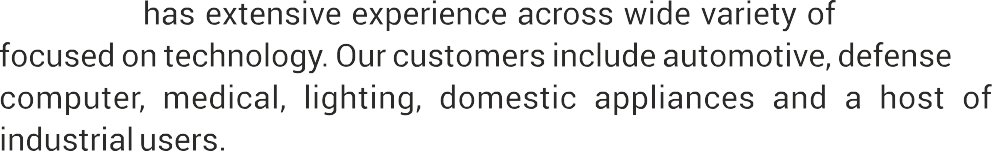 has extensive experience across wide variety of
focused on technology. Our customers include automotive, defense
computer, medical, lighting, domestic appliances and a host of
industrial users.